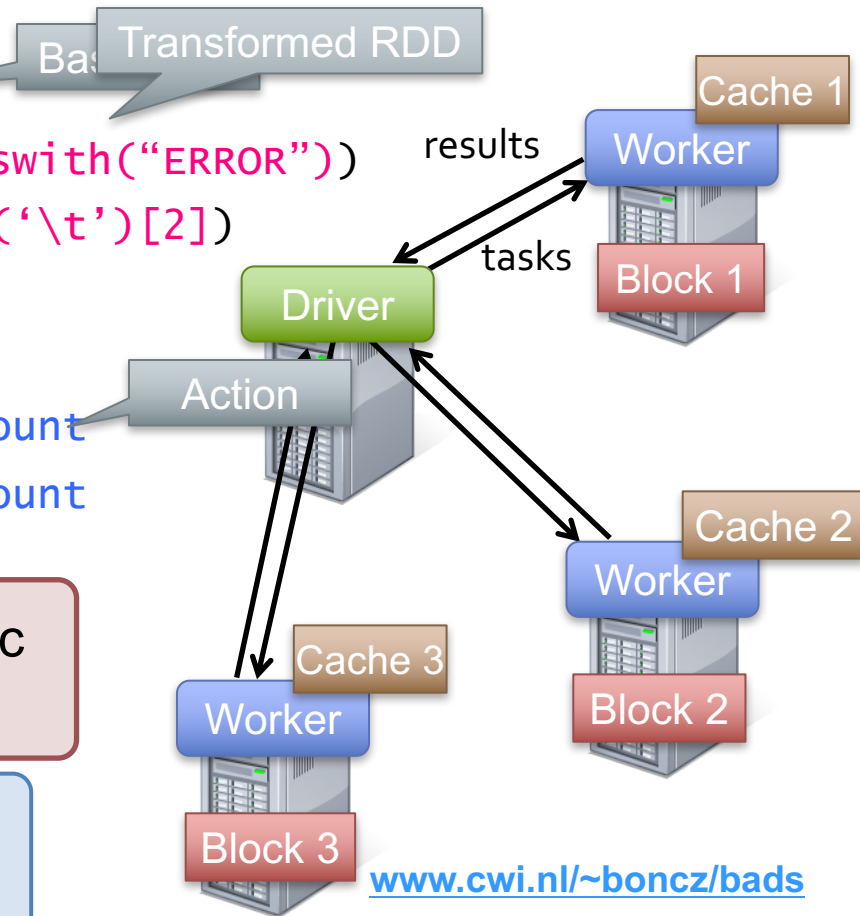 Bas
Transformed RDD
Cache 1
swith(“ERROR”))
results
Worker
(‘\t’)[2])
tasks
Block 1
Driver
Action
ount
ount
Cache 2
Worker
c
Cache 3
Block 2
Worker
Block 3
www.cwi.nl/~boncz/bads